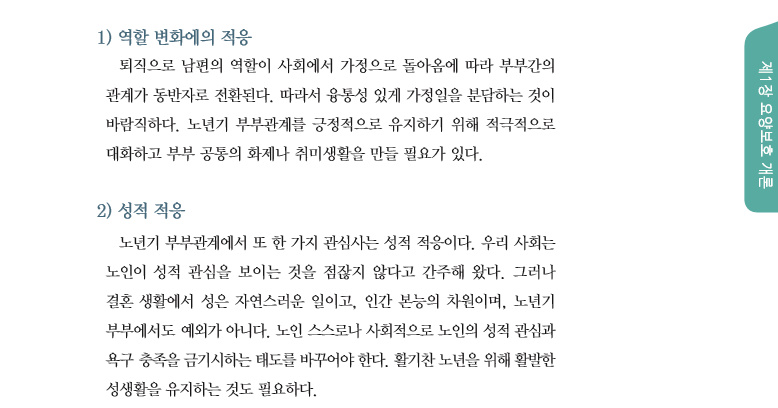 1) 역할 변화에의 적응
퇴직으로 남편의 역할이 사회에서 가정으로 돌아옴에 따라 부부간의
관계가 동반자로 전환된다. 따라서 융통성 있게 가정일을 분담하는 것이
바람직하다. 노년기 부부관계를 긍정적으로 유지하기 위해 적극적으로
대화하고 부부 공통의 화제나 취미생활을 만들 필요가 있다.
2) 성적 적응
노년기 부부관계에서 또 한 가지 관심사는 성적 적응이다. 우리 사회는
노인이 성적 관심을 보이는 것을 점잖지 않다고 간주해 왔다. 그러나
결혼 생활에서 성은 자연스러운 일이고, 인간 본능의 차원이며, 노년기
부부에서도 예외가 아니다. 노인 스스로나 사회적으로 노인의 성적 관심과
욕구 충족을 금기시하는 태도를 바꾸어야 한다. 활기찬 노년을 위해 활발한
성생활을 유지하는 것도 필요하다.
제1장 요양보호 개론